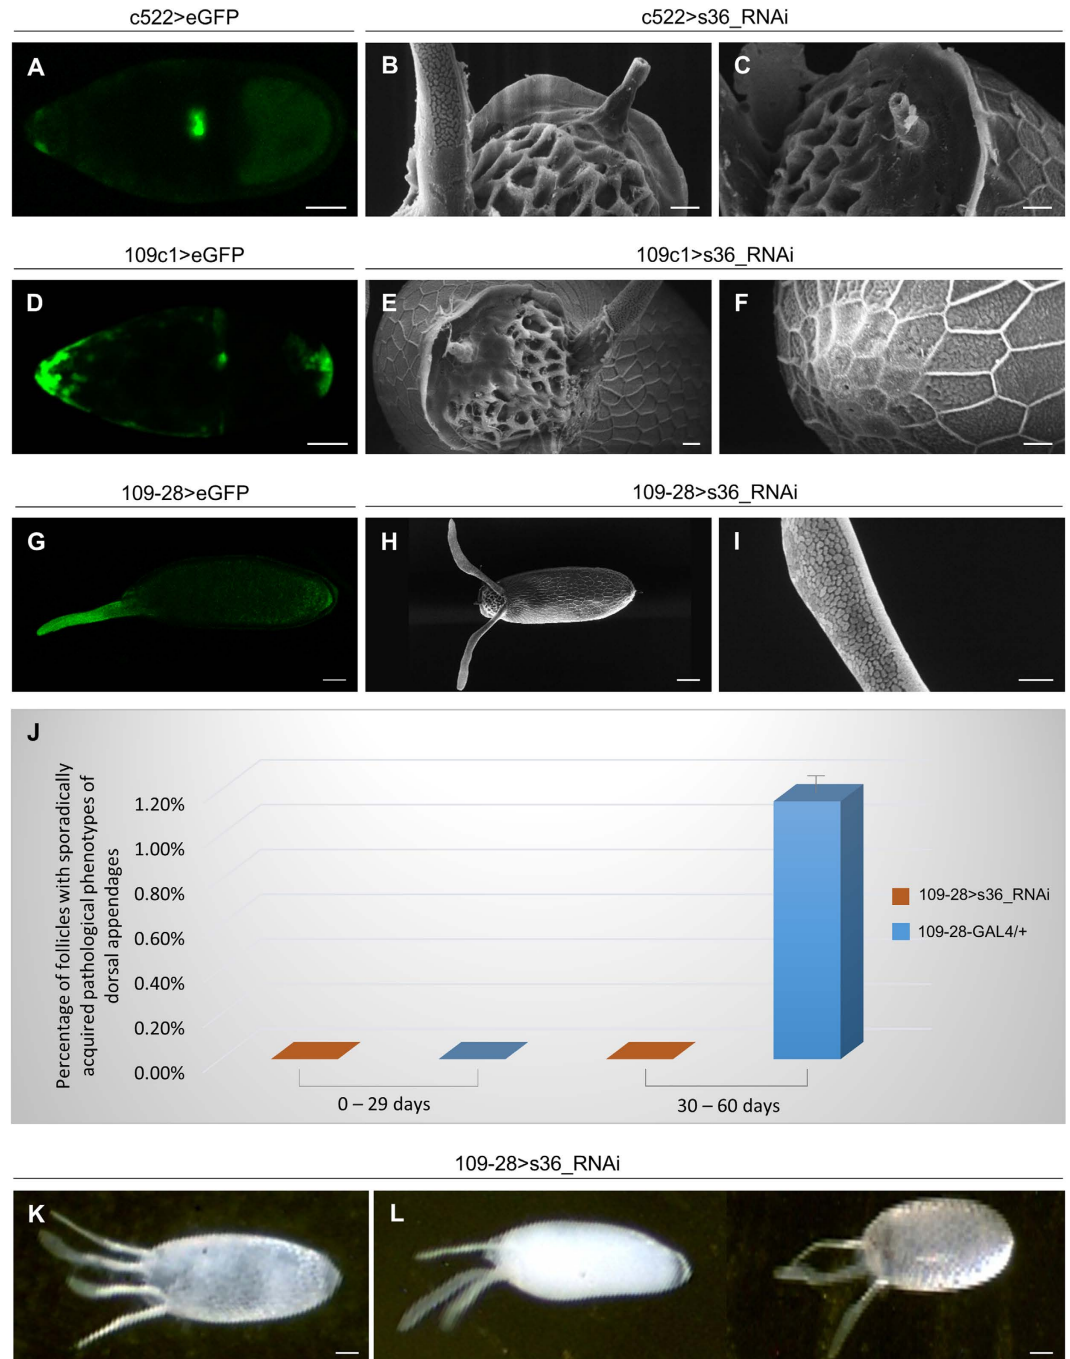 c522>eGFP
c522>s36_RNAi
A
B
C
109c1>eGFP
109c1>s36_RNAi
D
E
F
109-28>eGFP
109-28>s36_RNAi
G
H
I
J
Percentage of follicles with sporadically
acquired pathological phenotypes of
dorsal appendages
1.20%
1.00%
0.80%
0.60%
0.40%
0.20%
0.00%
0 – 29 days
30 – 60 days
109-28>s36_RNAi
109-28-GAL4/+
109-28>s36_RNAi
K
L